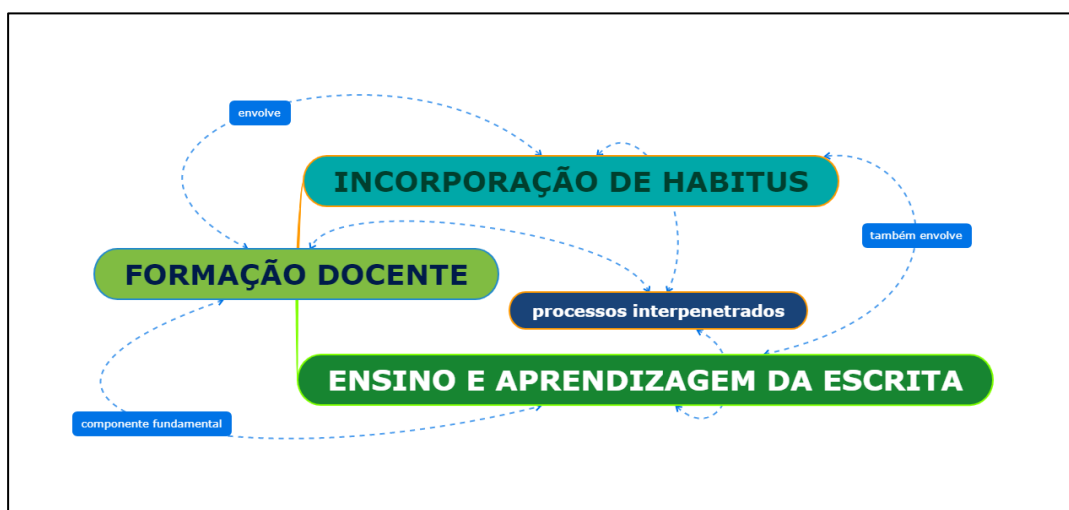 envolve
INCORPORAÇÃO DE HABITUS
também envolve
FORMAÇÃO DOCENTE
processos interpenetrados
ENSINO E APRENDIZAGEM DA ESCRITA
componente fundamental